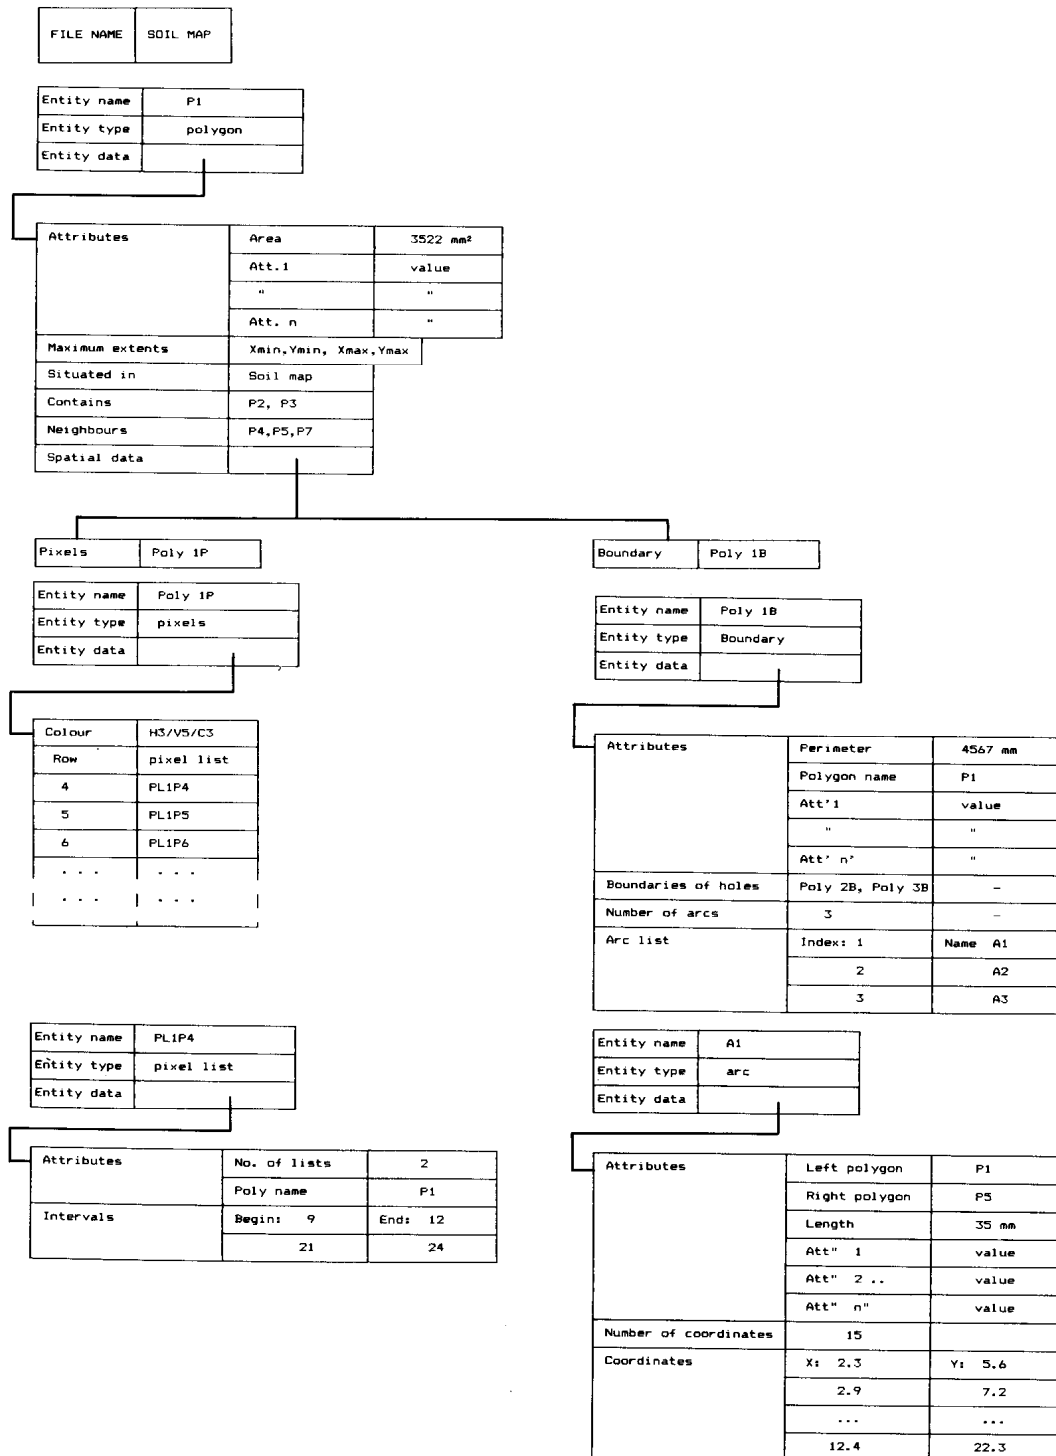 FILE NAME SOIL MAP
Entity name P1
Entity type polygon
Entity data
Attributes Area 3522 mm²
Att.1 value
" "
Att. n "
Maximum extents Xmin,Ymin, Xmax,Ymax
Situated in Soil map
Contains P2, P3
Neighbours P4,P5,P7
Spatial data
Pixels Poly 1P
Entity name Poly 1P
Entity type pixels
Entity data
Colour H3/V5/C3
Row pixel list
4 PL1P4
5 PL1P5
6 PL1P6
... ...
... ...
Entity name PL1P4
Entity type pixel list
Entity data
Attributes No. of lists 2
Poly name P1
Intervals Begin: 9 End: 12
21 24
Boundary Poly 1B
Entity name Poly 1B
Entity type Boundary
Entity data
Attributes Perimeter 4567 mm
Polygon name P1
Att'1 value
" "
Att' n' "
Boundaries of holes Poly 2B, Poly 3B -
Number of arcs 3 -
Arc list Index: 1 Name A1
2 A2
3 A3
Entity name A1
Entity type arc
Entity data
Attributes Left polygon P1
Right polygon P5
Length 35 mm
Att" 1 value
Att" 2 .. value
Att" n" value
Number of coordinates 15
Coordinates X: 2.3 Y: 5.6
2.9 7.2
... ...
12.4 22.3